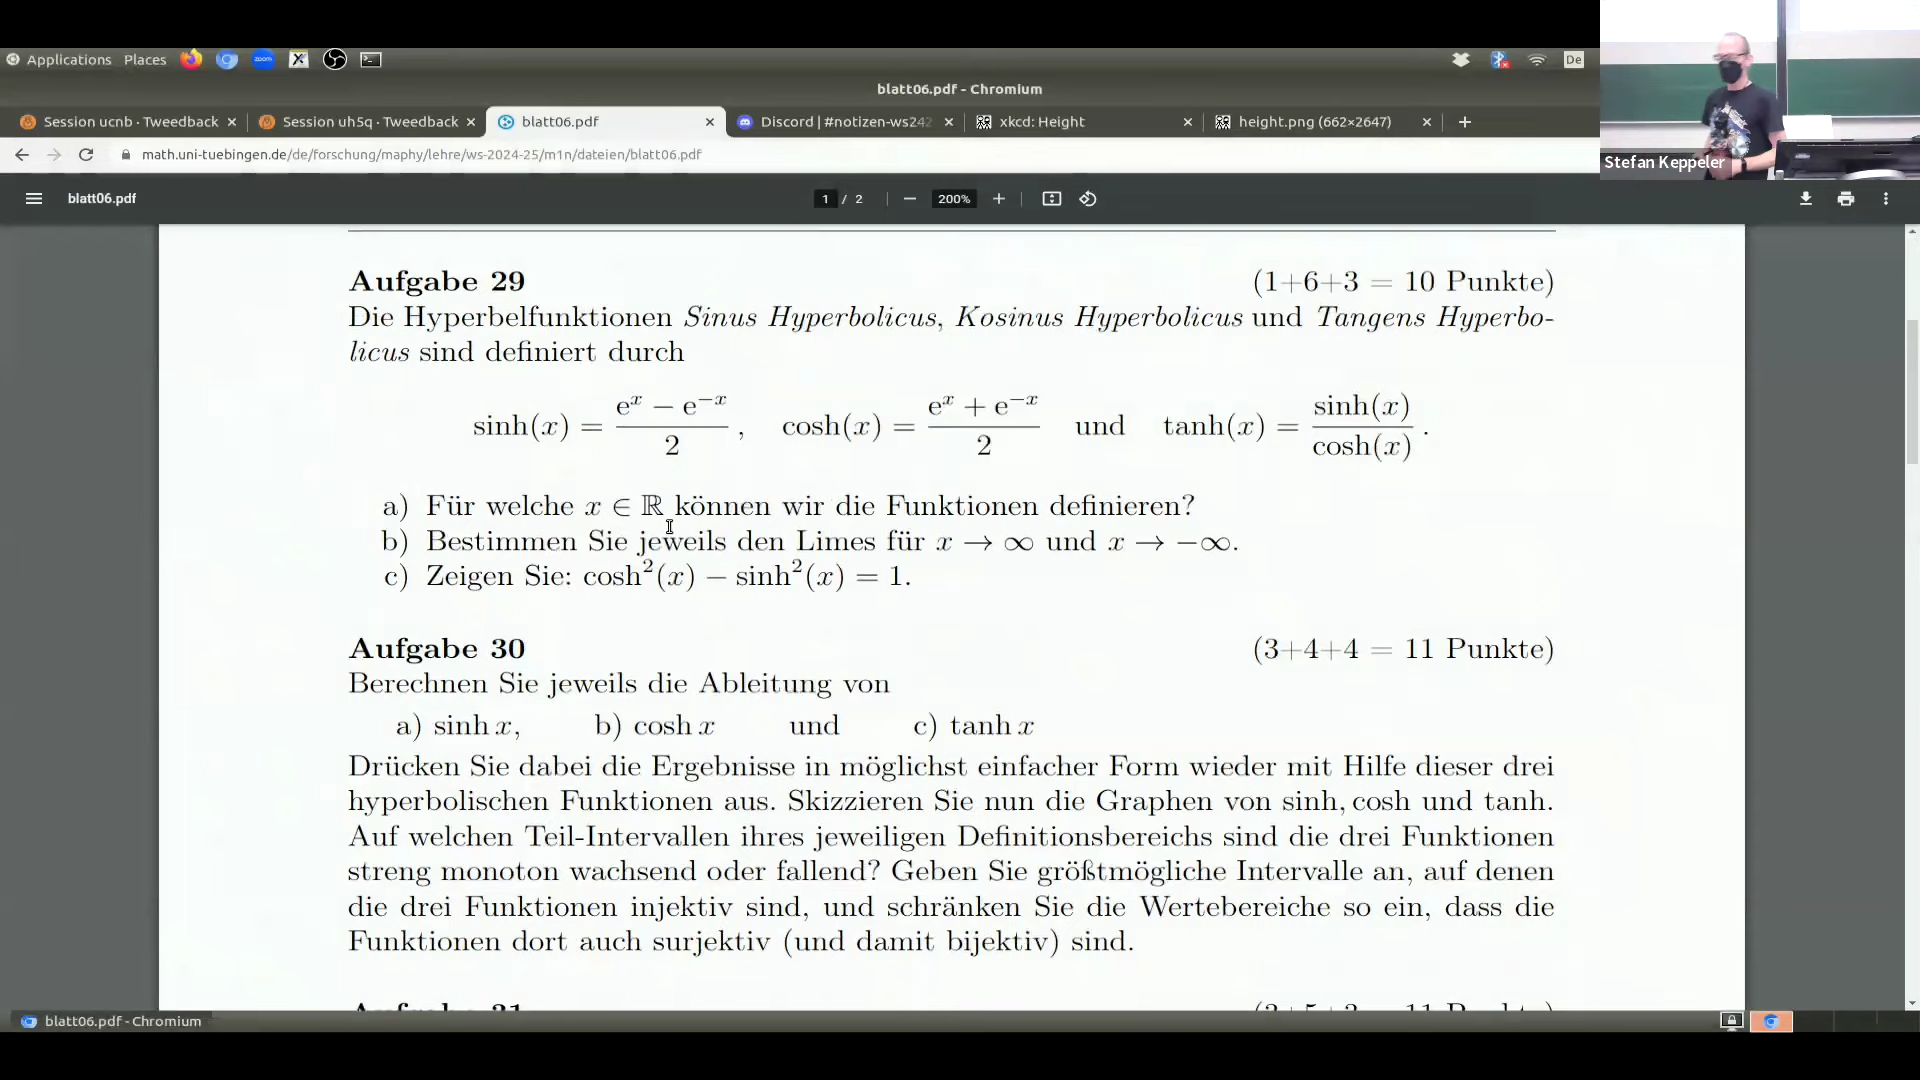 Applications Places zoom De
blatt06.pdf - Chromium
Session ucnb · Tweedback
Session uh5q · Tweedback
blatt06.pdf
Discord | #notizen-ws242
xkcd: Height
height.png (662×2647)
math.uni-tuebingen.de/de/forschung/maphy/lehre/ws-2024-25/m1n/dateien/blatt06.pdf
Stefan Keppeler
blatt06.pdf 1 / 2 200%
Aufgabe 29 (1+6+3 = 10 Punkte)
Die Hyperbelfunktionen Sinus Hyperbolicus, Kosinus Hyperbolicus und Tangens Hyperbo-
licus sind definiert durch
sinh(x) = (eˣ − e⁻ˣ)/2 , cosh(x) = (eˣ + e⁻ˣ)/2 und tanh(x) = sinh(x)/cosh(x) .
a) Für welche x ∈ ℝ können wir die Funktionen definieren?
b) Bestimmen Sie jeweils den Limes für x → ∞ und x → −∞.
c) Zeigen Sie: cosh²(x) − sinh²(x) = 1.
Aufgabe 30 (3+4+4 = 11 Punkte)
Berechnen Sie jeweils die Ableitung von
a) sinh x, b) cosh x und c) tanh x
Drücken Sie dabei die Ergebnisse in möglichst einfacher Form wieder mit Hilfe dieser drei
hyperbolischen Funktionen aus. Skizzieren Sie nun die Graphen von sinh, cosh und tanh.
Auf welchen Teil-Intervallen ihres jeweiligen Definitionsbereichs sind die drei Funktionen
streng monoton wachsend oder fallend? Geben Sie größtmögliche Intervalle an, auf denen
die drei Funktionen injektiv sind, und schränken Sie die Wertebereiche so ein, dass die
Funktionen dort auch surjektiv (und damit bijektiv) sind.
blatt06.pdf - Chromium